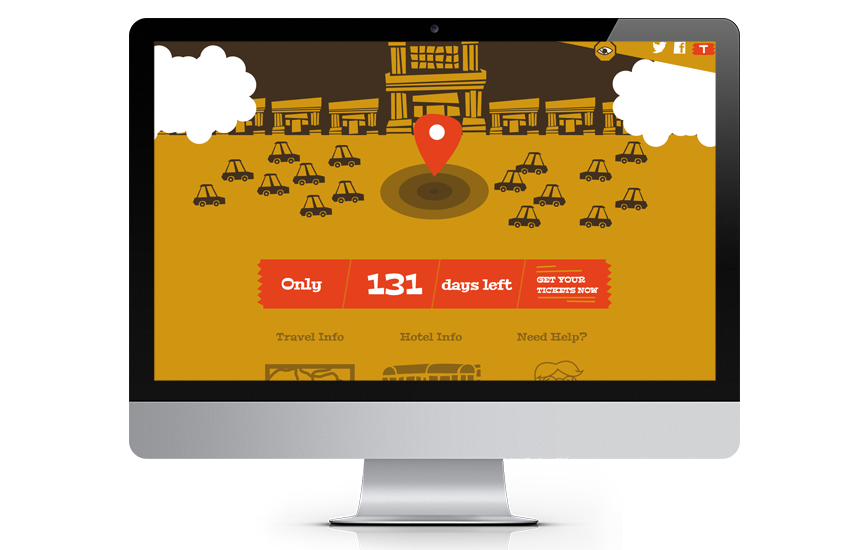 T
Only 131 days left
GET YOUR
TICKETS NOW
Travel Info Hotel Info Need Help?